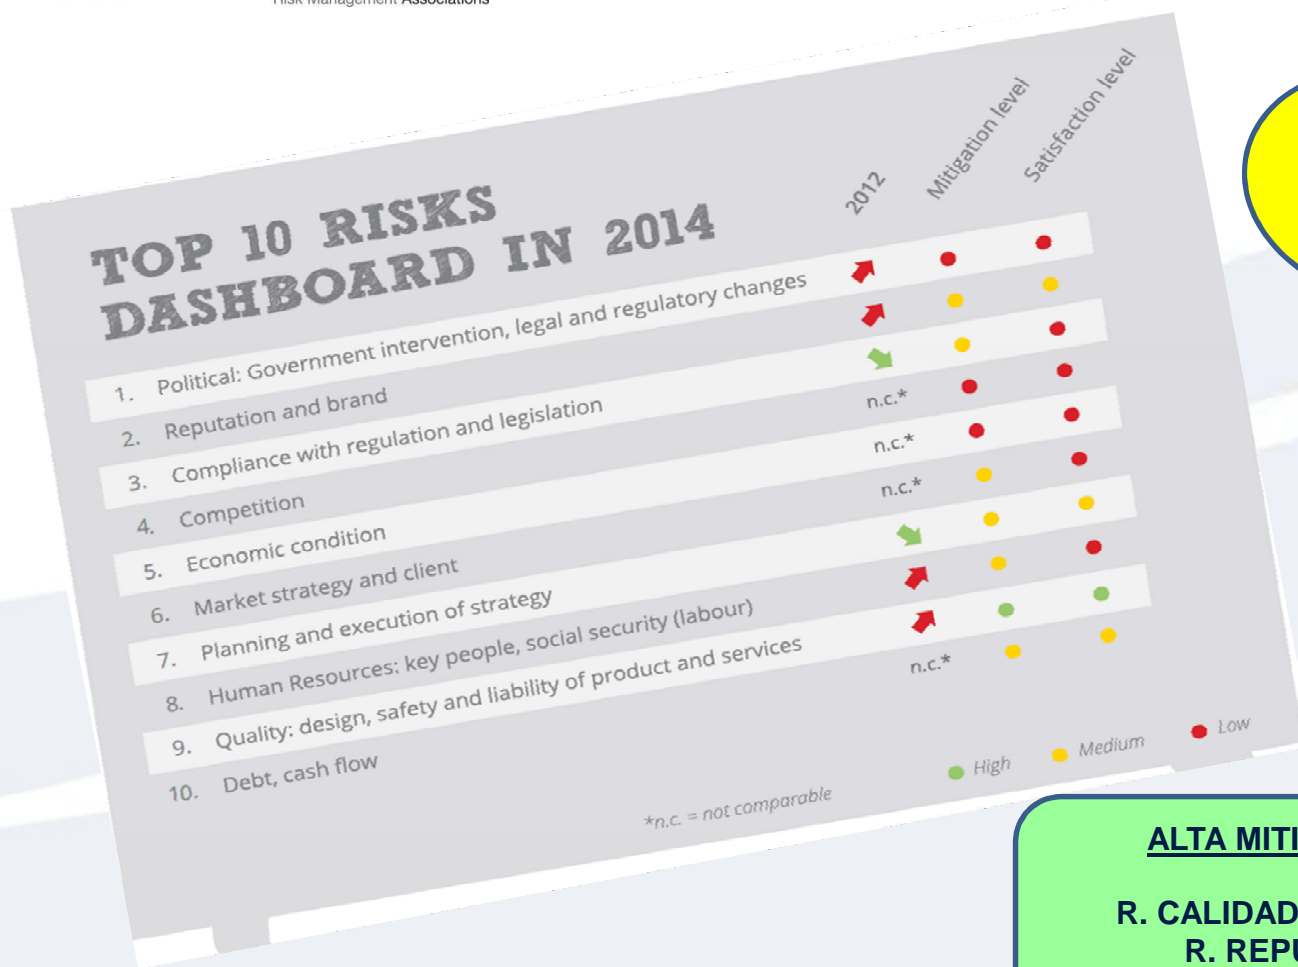 Risk Management Associations
TOP 10 RISKS
DASHBOARD IN 2014
2012
Mitigation level
Satisfaction level
1. Political: Government intervention, legal and regulatory changes
2. Reputation and brand
3. Compliance with regulation and legislation
4. Competition n.c.*
5. Economic condition n.c.*
6. Market strategy and client n.c.*
7. Planning and execution of strategy
8. Human Resources: key people, social security (labour)
9. Quality: design, safety and liability of product and services
10. Debt, cash flow n.c.*
*n.c. = not comparable
High Medium Low
ALTA MITI
R. CALIDAD
R. REPU